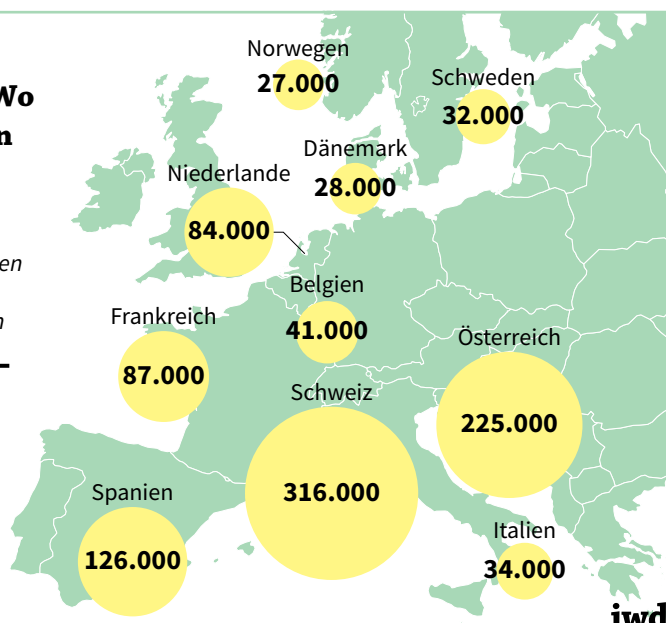 Wo
n
en
n
Norwegen
27.000
Schweden
32.000
Dänemark
28.000
Niederlande
84.000
Belgien
41.000
Frankreich
87.000
Österreich
225.000
Schweiz
316.000
Spanien
126.000
Italien
34.000
iwd